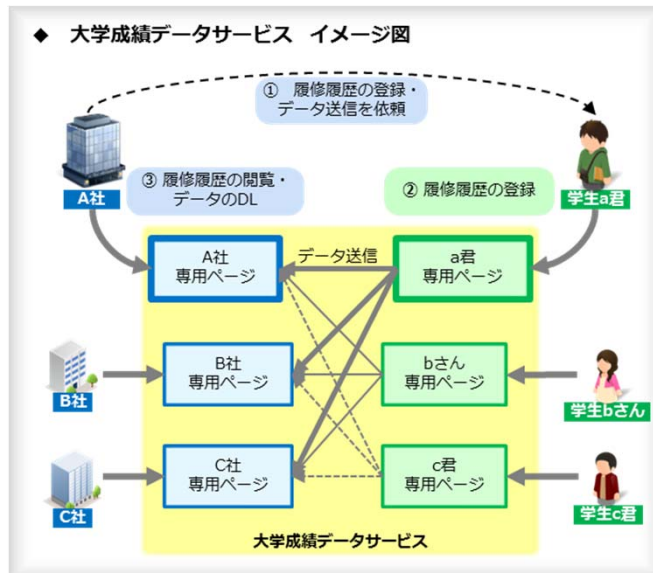 ◆ 大学成績データサービス イメージ図
① 履修履歴の登録・
データ送信を依頼
A社
③ 履修履歴の閲覧・
データのDL
② 履修履歴の登録
学生a君
A社
専用ページ
データ送信
a君
専用ページ
B社
B社
専用ページ
bさん
専用ページ
学生bさん
C社
C社
専用ページ
c君
専用ページ
学生c君
大学成績データサービス